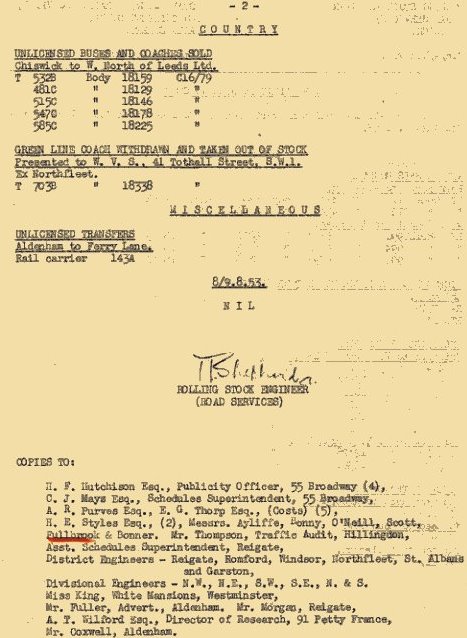 - 2 -
COUNTRY
UNLICENSED BUSES AND COACHES SOLD
Chiswick to W. North of Leeds Ltd.
T 532B Body 18159 C16/79
481C " 18129 "
515C " 18146 "
547C " 18178 "
585C " 18225 "
GREEN LINE COACH WITHDRAWN AND TAKEN OUT OF STOCK
Presented to W. V. S., 41 Tothall Street, S.W.1.
Ex Northfleet.
T 703B " 18338 "
MISCELLANEOUS
UNLICENSED TRANSFERS
Aldenham to Ferry Lane.
Rail carrier 143A
8/9.8.53.
NIL
T.B. Shepherd
ROLLING STOCK ENGINEER
(ROAD SERVICES)
COPIES TO:
H. F. Hutchison Esq., Publicity Officer, 55 Broadway (4),
C. J. Mays Esq., Schedules Superintendent, 55 Broadway,
A. R. Purves Esq., E. G. Thorp Esq., (Costs) (5),
H. E. Styles Esq., (2), Messrs. Ayliffe, Bonny, O'Neill, Scott,
Fullbrook & Bonner. Mr. Thompson, Traffic Audit, Hillingdon,
Asst. Schedules Superintendent, Reigate,
District Engineers - Reigate, Romford, Windsor, Northfleet, St. Albans
and Garston,
Divisional Engineers - N.W., N.E., S.W., S.E., N. & S.
Miss King, White Mansions, Westminster,
Mr. Fuller, Advert., Aldenham. Mr. Morgan, Reigate,
A. T. Wilford Esq., Director of Research, 91 Petty France,
Mr. Coxwell, Aldenham.